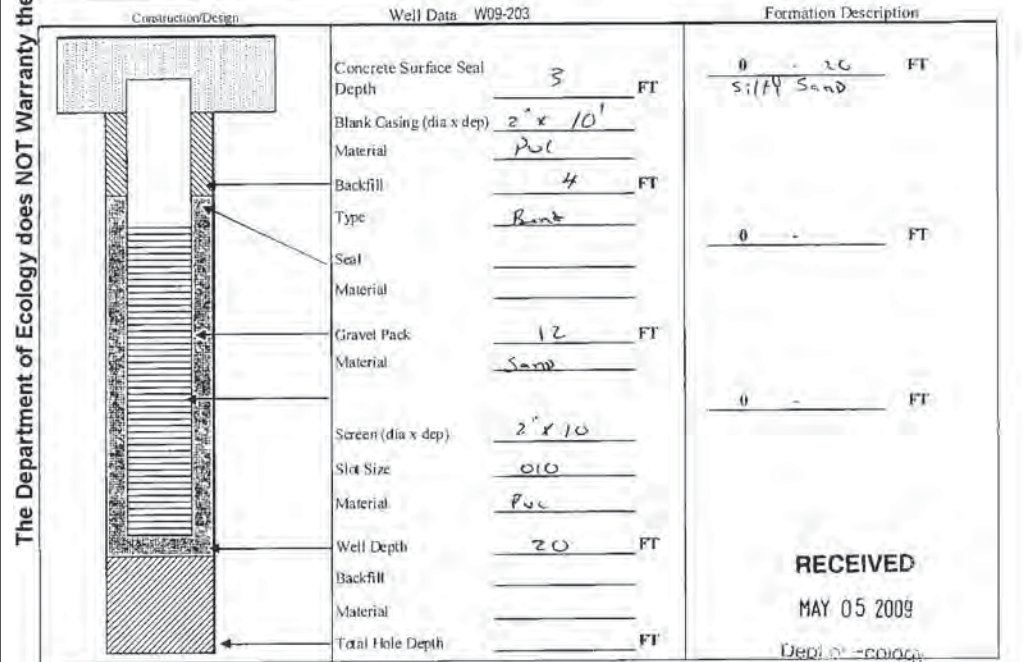 The Department of Ecology does NOT Warranty the
Construction/Design
Well Data W09-203
Formation Description
Concrete Surface Seal
Depth 3 FT
Blank Casing (dia x dep) 2" x 10'
Material PVC
Backfill 4 FT
Type Bent
Seal
Material
Gravel Pack 12 FT
Material Sand
Screen (dia x dep) 2" x 10
Slot Size 010
Material PVC
Well Depth 20 FT
Backfill
Material
Total Hole Depth FT
0 - 20 FT
Silty Sand
0 - FT
0 - FT
RECEIVED
MAY 05 2009
Dept of Ecology